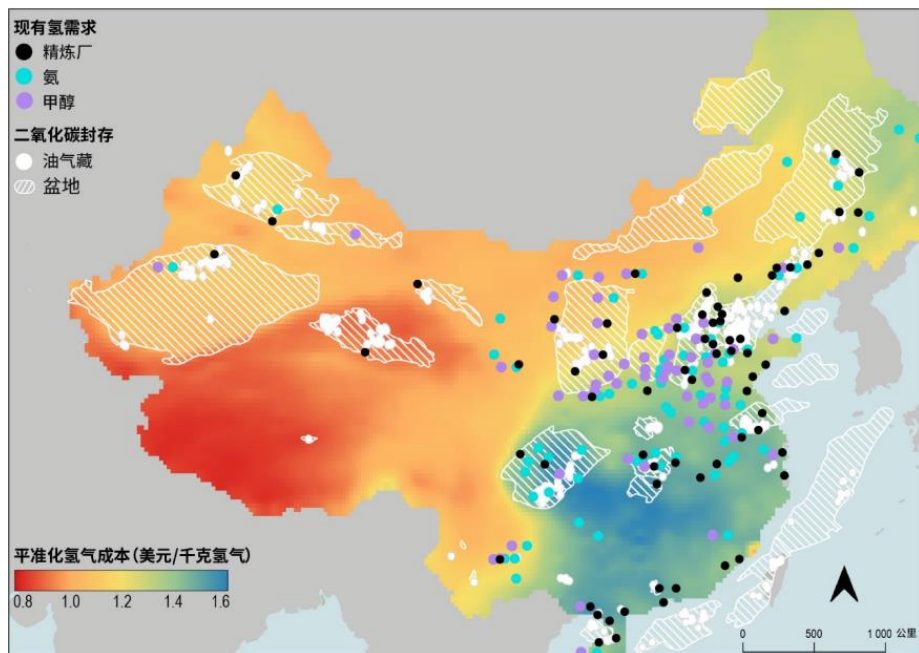 现有氢需求
精炼厂
氨
甲醇
二氧化碳封存
油气藏
盆地
平准化氢气成本(美元/千克氢气)
0.8 1.0 1.2 1.4 1.6
0 500 1 000 公里